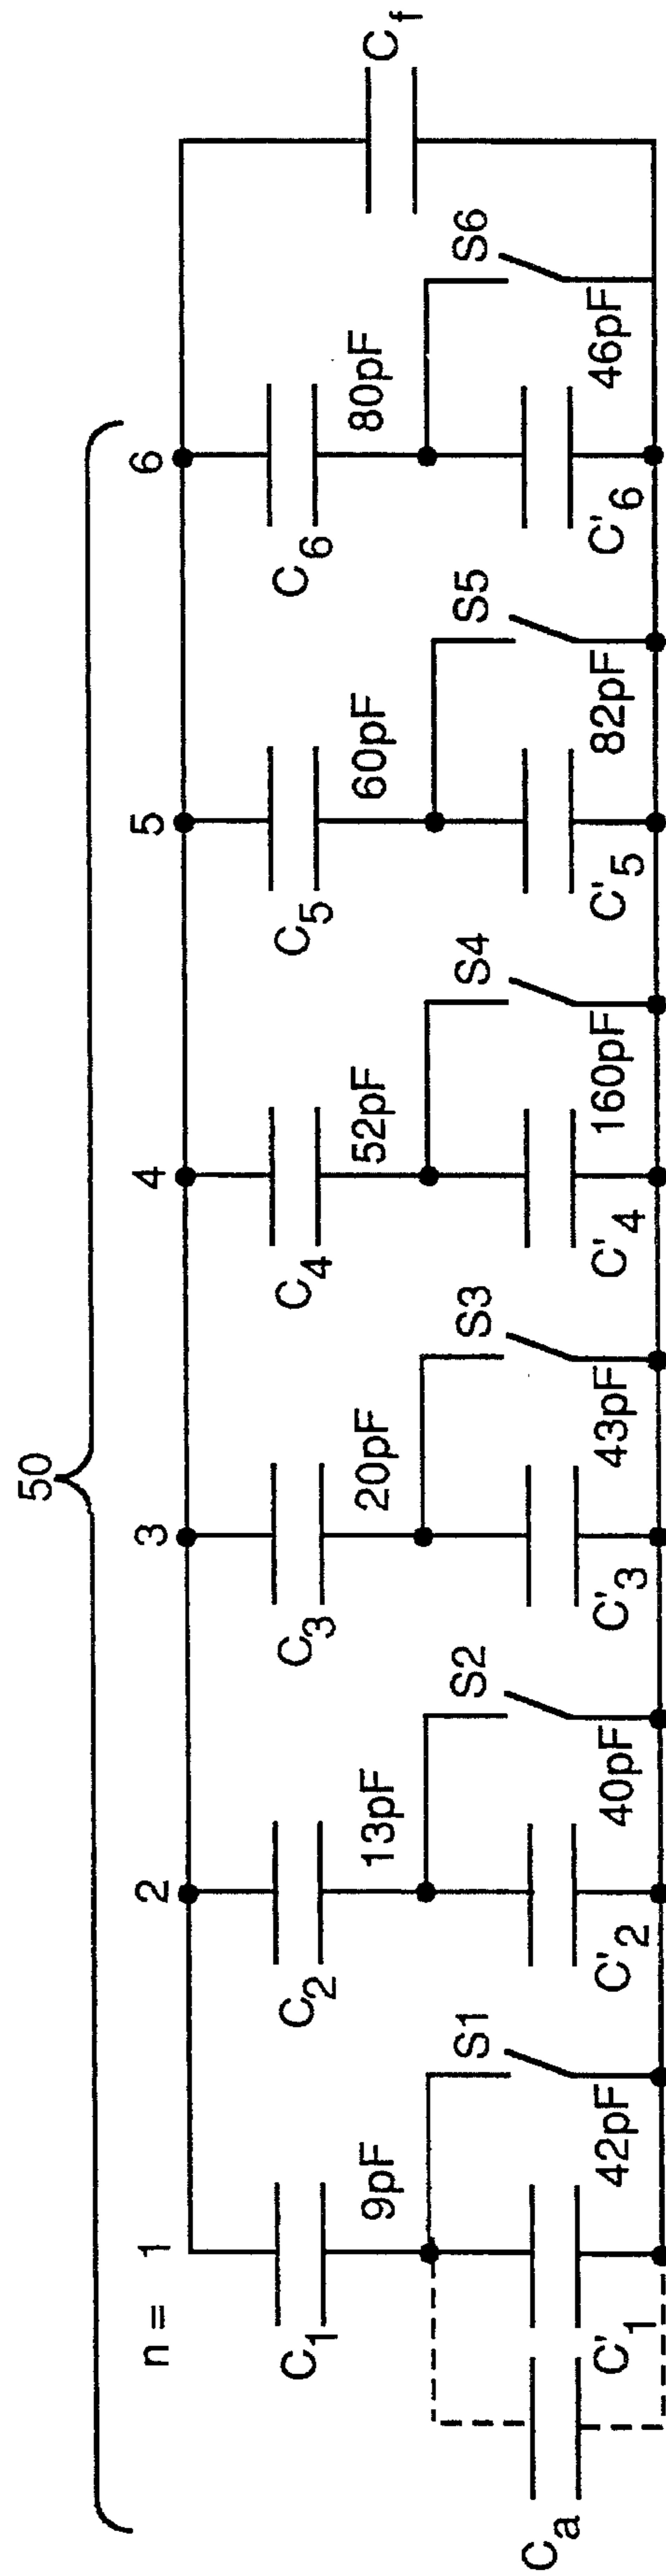 50
n = 1 2 3 4 5 6
C1 9pF
C2 13pF
C3 20pF
C4 52pF
C5 60pF
C6 80pF
Cf
S1
S2
S3
S4
S5
S6
Ca
C'1 42pF
C'2 40pF
C'3 43pF
C'4 160pF
C'5 82pF
C'6 46pF